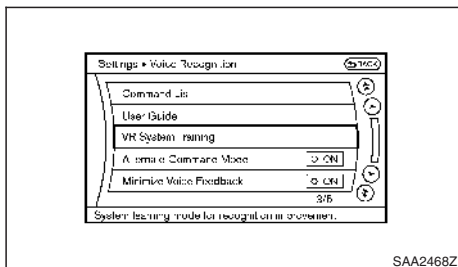 Settings • Voice Recognition
BACK
Command List
User Guide
VR System Training
Alternate Command Mode
ON
Minimize Voice Feedback
ON
3/5
System learning mode for recognition improvement
SAA2468Z